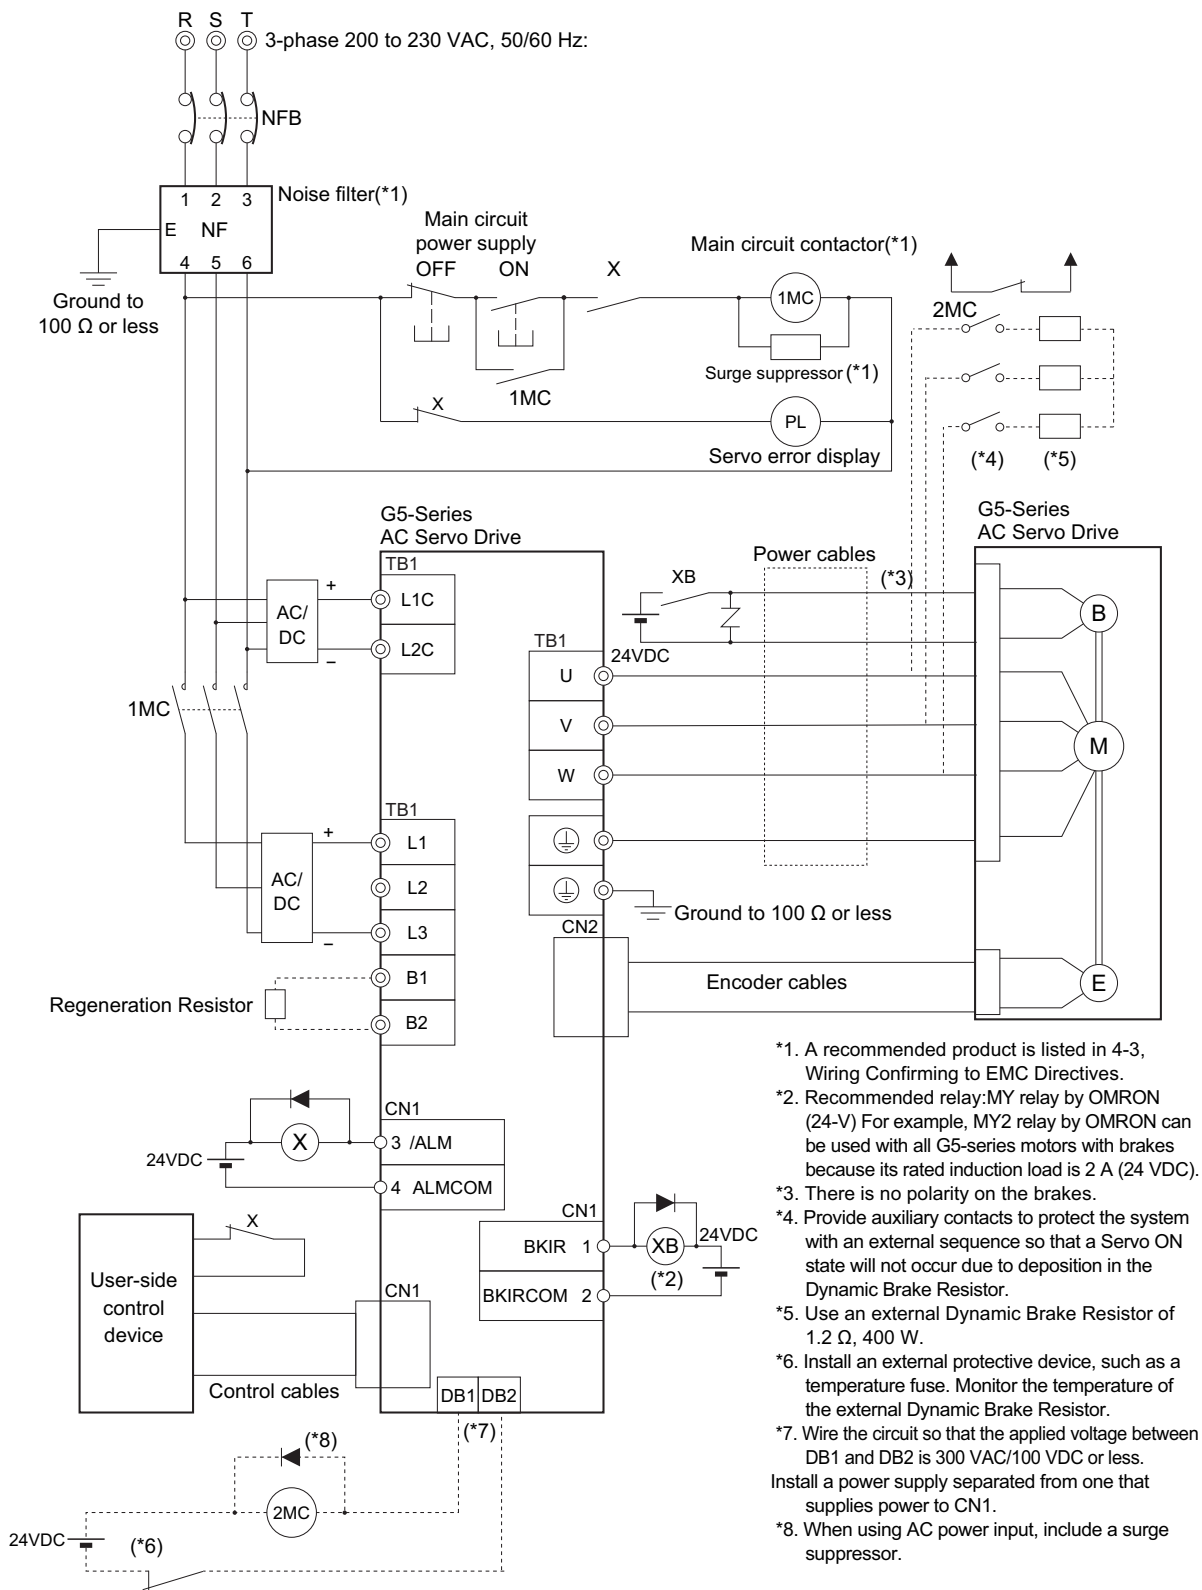 R S T
3-phase 200 to 230 VAC, 50/60 Hz:
NFB
1 2 3
Noise filter(*1)
E NF
4 5 6
Ground to
100 Ω or less
Main circuit
power supply
OFF ON
X
Main circuit contactor(*1)
1MC
Surge suppressor (*1)
1MC
X
PL
Servo error display
2MC
(*4) (*5)
G5-Series
AC Servo Drive
G5-Series
AC Servo Drive
TB1
+
AC/
DC
–
L1C
L2C
XB
24VDC
Power cables
(*3)
B
TB1
U
V
W
M
1MC
TB1
+
AC/
DC
–
L1
L2
L3
B1
B2
Regeneration Resistor
Ground to 100 Ω or less
CN2
Encoder cables
E
CN1
X
24VDC
3 /ALM
4 ALMCOM
CN1
BKIR 1
BKIRCOM 2
XB
(*2)
24VDC
X
User-side
control
device
CN1
Control cables
DB1 DB2
(*7)
(*8)
2MC
24VDC
(*6)
*1. A recommended product is listed in 4-3,
Wiring Confirming to EMC Directives.
*2. Recommended relay:MY relay by OMRON
(24-V) For example, MY2 relay by OMRON can
be used with all G5-series motors with brakes
because its rated induction load is 2 A (24 VDC).
*3. There is no polarity on the brakes.
*4. Provide auxiliary contacts to protect the system
with an external sequence so that a Servo ON
state will not occur due to deposition in the
Dynamic Brake Resistor.
*5. Use an external Dynamic Brake Resistor of
1.2 Ω, 400 W.
*6. Install an external protective device, such as a
temperature fuse. Monitor the temperature of
the external Dynamic Brake Resistor.
*7. Wire the circuit so that the applied voltage between
DB1 and DB2 is 300 VAC/100 VDC or less.
Install a power supply separated from one that
supplies power to CN1.
*8. When using AC power input, include a surge
suppressor.